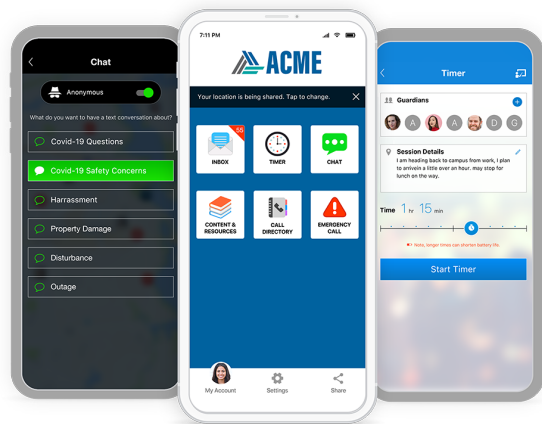 Chat
Anonymous
What do you want to have a text conversation about?
Covid-19 Questions
Covid-19 Safety Concerns
Harrassment
Property Damage
Disturbance
Outage
7:11 PM
ACME
Your location is being shared. Tap to change.
55
INBOX
TIMER
CHAT
CONTENT &
RESOURCES
CALL
DIRECTORY
EMERGENCY
CALL
My Account
Settings
Share
Timer
Guardians
A
A
D
G
Session Details
I am heading back to campus from work, I plan
to arrivein a little over an hour. may stop for
lunch on the way.
Time 1 hr 15 min
Note, longer times can shorten battery life.
Start Timer